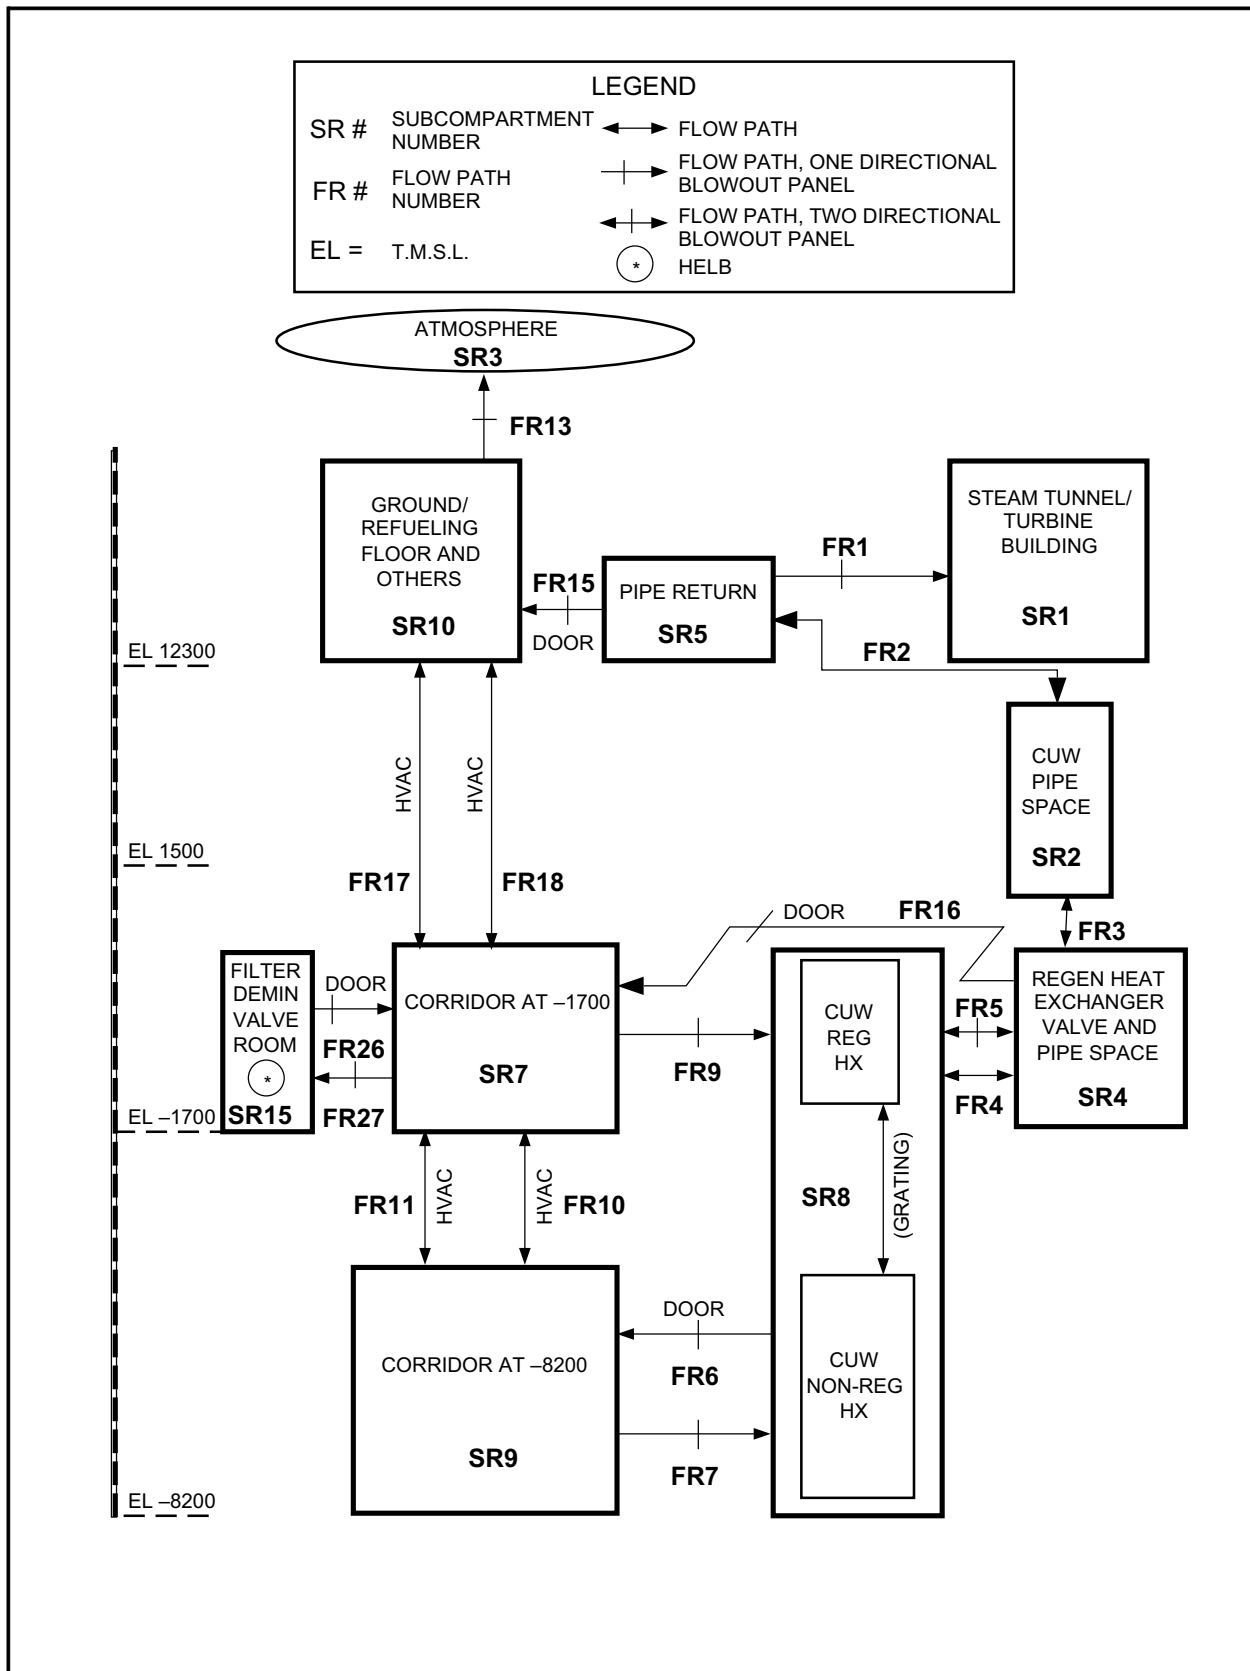 LEGEND
SR # SUBCOMPARTMENT NUMBER
FR # FLOW PATH NUMBER
EL = T.M.S.L.
FLOW PATH
FLOW PATH, ONE DIRECTIONAL
BLOWOUT PANEL
FLOW PATH, TWO DIRECTIONAL
BLOWOUT PANEL
* HELB
ATMOSPHERE
SR3
FR13
GROUND/
REFUELING
FLOOR AND
OTHERS
SR10
FR15
DOOR
PIPE RETURN
SR5
FR1
STEAM TUNNEL/
TURBINE
BUILDING
SR1
FR2
EL 12300
CUW
PIPE
SPACE
SR2
HVAC
HVAC
EL 1500
FR17
FR18
DOOR
FR16
FR3
FILTER
DEMIN
VALVE
ROOM
*
SR15
DOOR
FR26
FR27
CORRIDOR AT –1700
SR7
FR9
CUW
REG
HX
FR5
FR4
REGEN HEAT
EXCHANGER
VALVE AND
PIPE SPACE
SR4
EL –1700
FR11
HVAC
HVAC
FR10
SR8
(GRATING)
CORRIDOR AT –8200
SR9
DOOR
FR6
FR7
CUW
NON-REG
HX
EL –8200